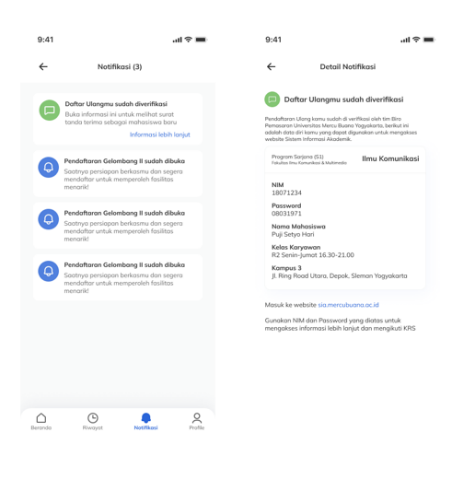 9:41
Notifikasi (3)
Daftar Ulangmu sudah diverifikasi
Buka informasi ini untuk melihat surat
tanda terima sebagai mahasiswa baru
Informasi lebih lanjut
Pendaftaran Gelombang II sudah dibuka
Saatnya persiapan berkasmu dan segera
mendaftar untuk memperoleh fasilitas
menarik!
Pendaftaran Gelombang II sudah dibuka
Saatnya persiapan berkasmu dan segera
mendaftar untuk memperoleh fasilitas
menarik!
Pendaftaran Gelombang II sudah dibuka
Saatnya persiapan berkasmu dan segera
mendaftar untuk memperoleh fasilitas
menarik!
Beranda
Riwayat
Notifikasi
Profile
9:41
Detail Notifikasi
Daftar Ulangmu sudah diverifikasi
Pendaftaran Ulang kamu sudah di verifikasi oleh tim Biro
Pemasaran Universitas Mercu Buana Yogyakarta, berikut ini
adalah data diri kamu yang dapat digunakan untuk mengakses
website Sistem Informasi Akademik.
Program Sarjana (S1)
Fakultas Ilmu Komunikasi & Multimedia
Ilmu Komunikasi
NIM
18071234
Password
08031971
Nama Mahasiswa
Puji Setyo Hari
Kelas Karyawan
R2 Senin-Jumat 16.30-21.00
Kampus 3
Jl. Ring Road Utara, Depok, Sleman Yogyakarta
Masuk ke website sia.mercubuana.ac.id
Gunakan NIM dan Password yang diatas untuk
mengakses informasi lebih lanjut dan mengikuti KRS